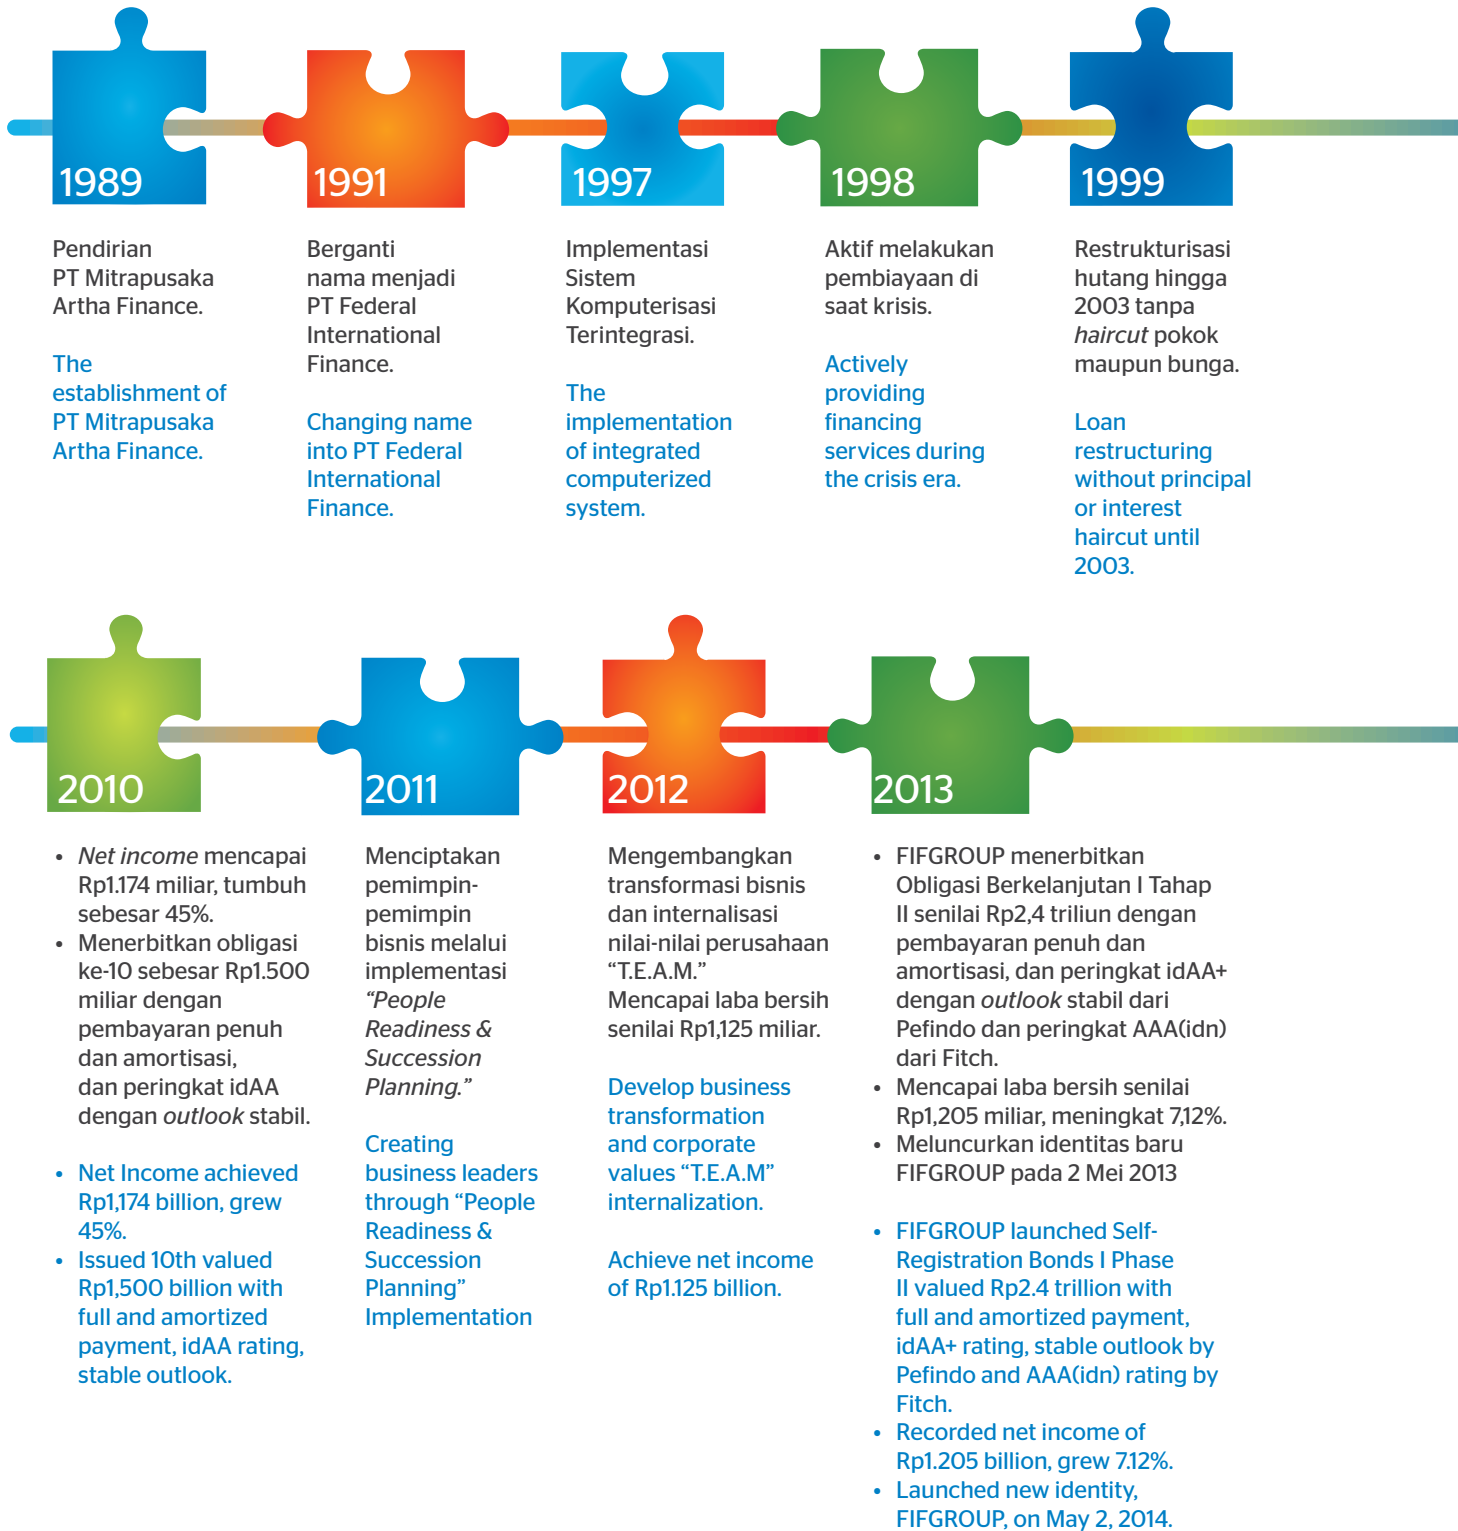 1989
Pendirian
PT Mitrapusaka
Artha Finance.
The
establishment of
PT Mitrapusaka
Artha Finance.
1991
Berganti
nama menjadi
PT Federal
International
Finance.
Changing name
into PT Federal
International
Finance.
1997
Implementasi
Sistem
Komputerisasi
Terintegrasi.
The
implementation
of integrated
computerized
system.
1998
Aktif melakukan
pembiayaan di
saat krisis.
Actively
providing
financing
services during
the crisis era.
1999
Restrukturisasi
hutang hingga
2003 tanpa
haircut pokok
maupun bunga.
Loan
restructuring
without principal
or interest
haircut until
2003.
2010
• Net income mencapai
Rp1.174 miliar, tumbuh
sebesar 45%.
• Menerbitkan obligasi
ke-10 sebesar Rp1.500
miliar dengan
pembayaran penuh
dan amortisasi,
dan peringkat idAA
dengan outlook stabil.
• Net Income achieved
Rp1,174 billion, grew
45%.
• Issued 10th valued
Rp1,500 billion with
full and amortized
payment, idAA rating,
stable outlook.
2011
Menciptakan
pemimpin-
pemimpin
bisnis melalui
implementasi
“People
Readiness &
Succession
Planning.”
Creating
business leaders
through “People
Readiness &
Succession
Planning”
Implementation
2012
Mengembangkan
transformasi bisnis
dan internalisasi
nilai-nilai perusahaan
“T.E.A.M.”
Mencapai laba bersih
senilai Rp1,125 miliar.
Develop business
transformation
and corporate
values “T.E.A.M”
internalization.
Achieve net income
of Rp1.125 billion.
2013
• FIFGROUP menerbitkan
Obligasi Berkelanjutan I Tahap
II senilai Rp2,4 triliun dengan
pembayaran penuh dan
amortisasi, dan peringkat idAA+
dengan outlook stabil dari
Pefindo dan peringkat AAA(idn)
dari Fitch.
• Mencapai laba bersih senilai
Rp1,205 miliar, meningkat 7,12%.
• Meluncurkan identitas baru
FIFGROUP pada 2 Mei 2013
• FIFGROUP launched Self-
Registration Bonds I Phase
II valued Rp2.4 trillion with
full and amortized payment,
idAA+ rating, stable outlook by
Pefindo and AAA(idn) rating by
Fitch.
• Recorded net income of
Rp1.205 billion, grew 7.12%.
• Launched new identity,
FIFGROUP, on May 2, 2014.